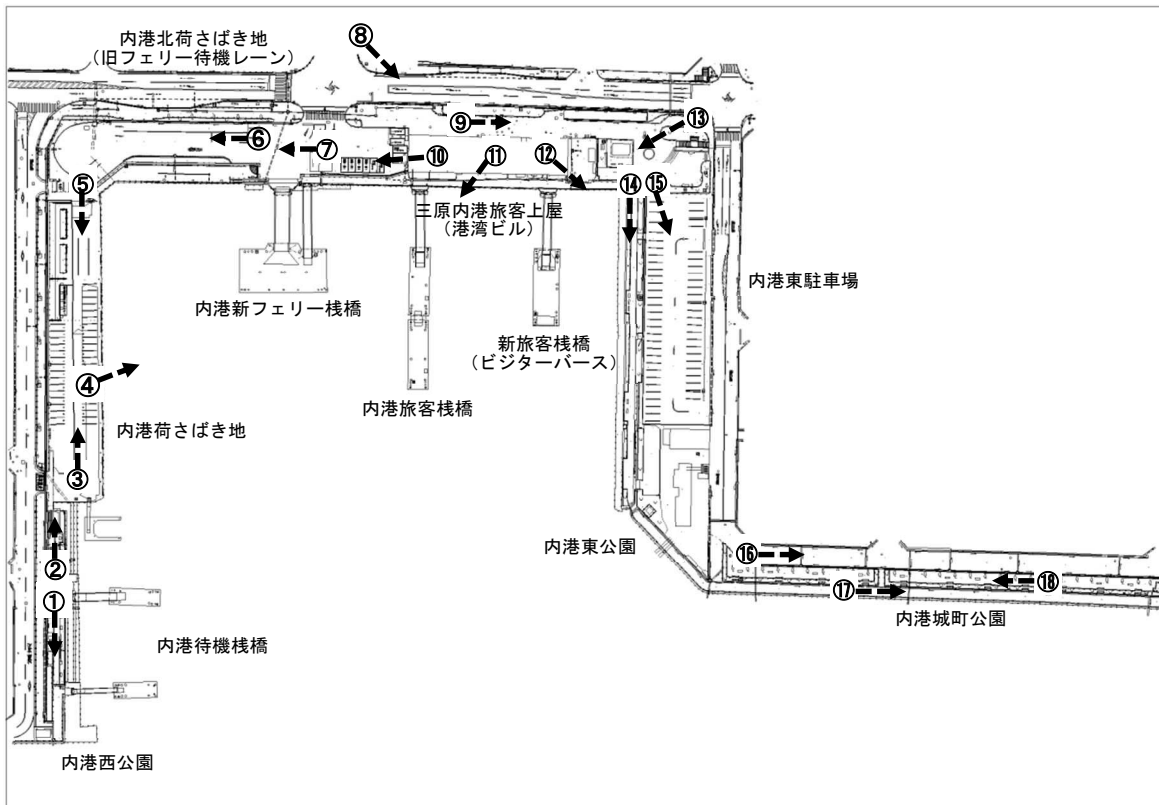 内港北荷さばき地
（旧フェリー待機レーン）
⑧
⑨
⑬
⑥
⑦
⑩
⑪
⑫
⑤
⑭
⑮
三原内港旅客上屋
（港湾ビル）
内港東駐車場
内港新フェリー桟橋
新旅客桟橋
（ビジターバース）
④
内港旅客桟橋
内港荷さばき地
③
内港東公園
⑯
②
⑱
⑰
①
内港城町公園
内港待機桟橋
内港西公園